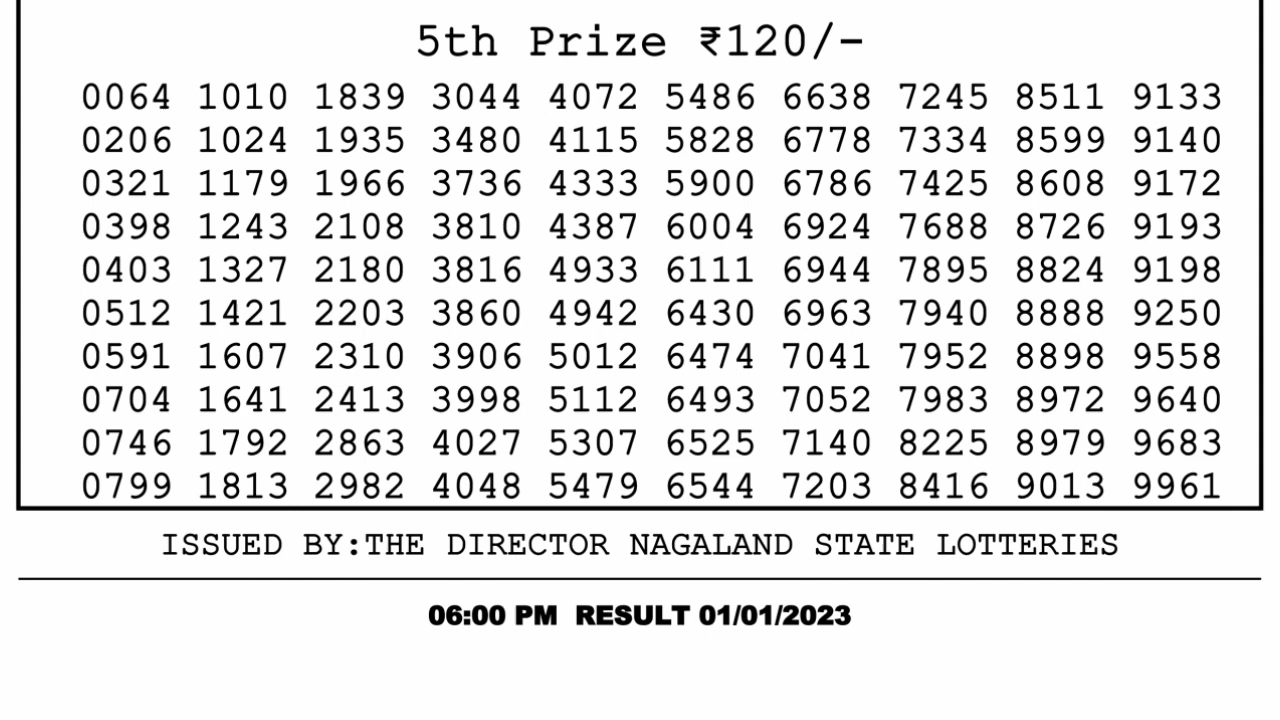 5th Prize ₹120/-
0064 1010 1839 3044 4072 5486 6638 7245 8511 9133
0206 1024 1935 3480 4115 5828 6778 7334 8599 9140
0321 1179 1966 3736 4333 5900 6786 7425 8608 9172
0398 1243 2108 3810 4387 6004 6924 7688 8726 9193
0403 1327 2180 3816 4933 6111 6944 7895 8824 9198
0512 1421 2203 3860 4942 6430 6963 7940 8888 9250
0591 1607 2310 3906 5012 6474 7041 7952 8898 9558
0704 1641 2413 3998 5112 6493 7052 7983 8972 9640
0746 1792 2863 4027 5307 6525 7140 8225 8979 9683
0799 1813 2982 4048 5479 6544 7203 8416 9013 9961
ISSUED BY:THE DIRECTOR NAGALAND STATE LOTTERIES
06:00 PM RESULT 01/01/2023